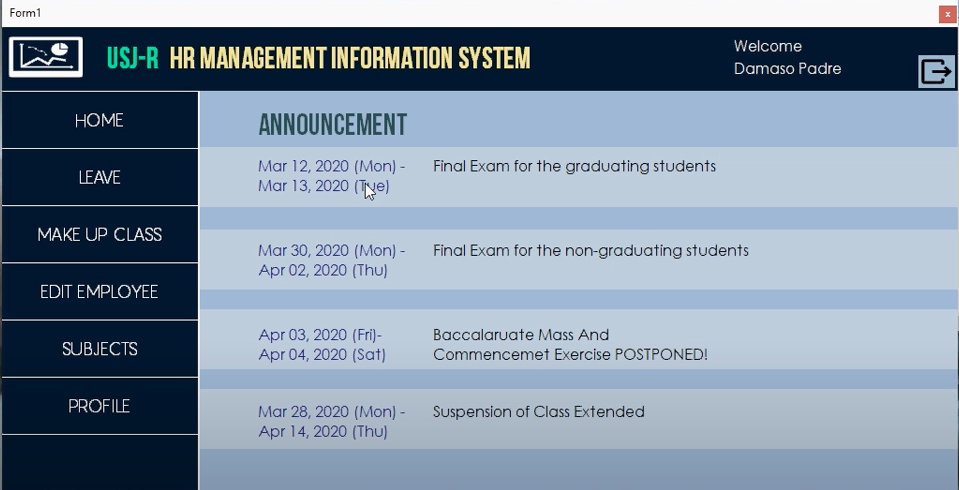 Form1
x
USJ-R HR MANAGEMENT INFORMATION SYSTEM
Welcome
Damaso Padre
HOME
LEAVE
MAKE UP CLASS
EDIT EMPLOYEE
SUBJECTS
PROFILE
ANNOUNCEMENT
Mar 12, 2020 (Mon) - Final Exam for the graduating students
Mar 13, 2020 (Tue)
Mar 30, 2020 (Mon) - Final Exam for the non-graduating students
Apr 02, 2020 (Thu)
Apr 03, 2020 (Fri)- Baccalaruate Mass And
Apr 04, 2020 (Sat) Commencemet Exercise POSTPONED!
Mar 28, 2020 (Mon) - Suspension of Class Extended
Apr 14, 2020 (Thu)